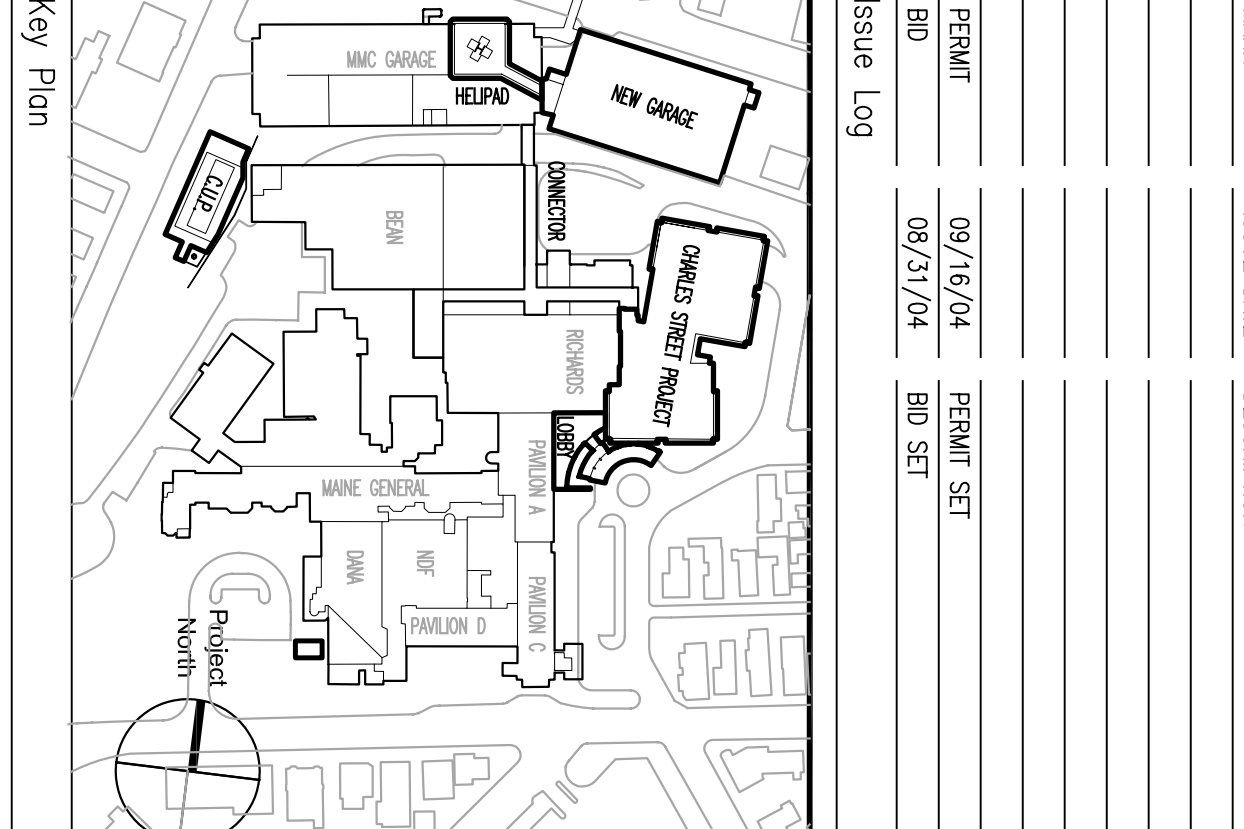 Key Plan
MMC GARAGE
HELIPAD
NEW GARAGE
C.U.P.
BEAN
CONNECTOR
CHARLES STREET PROJECT
RICHARDS
LOBBY
PAVILION A
MAINE GENERAL
DANA
NDF
PAVILION C
PAVILION D
Project
North
Issue Log
PERMIT 09/16/04 PERMIT SET
BID 08/31/04 BID SET